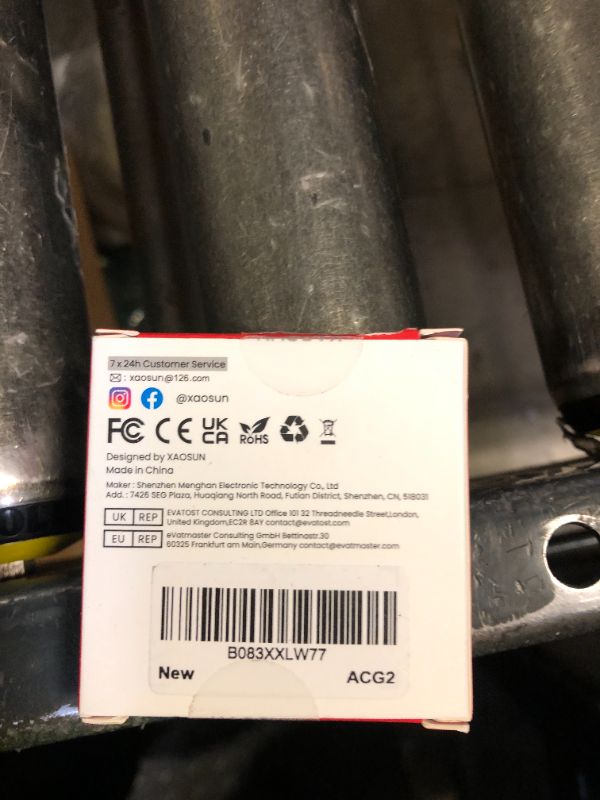 7 x 24h Customer Service
: xaosun@126.com
@xaosun
FC CE UK CA RoHS
Designed by XAOSUN
Made in China
Maker : Shenzhen Menghan Electronic Technology Co., Ltd
Add. : 7426 SEG Plaza, Huaqiang North Road, Futian District, Shenzhen, CN, 518031
UK REP EVATOST CONSULTING LTD Office 101 32 Threadneedle Street,London,
United Kingdom,EC2R 8AY contact@evatost.com
EU REP eVatmaster Consulting GmbH Bettinastr.30
60325 Frankfurt am Main,Germany contact@evatmaster.com
B083XXLW77
New ACG2